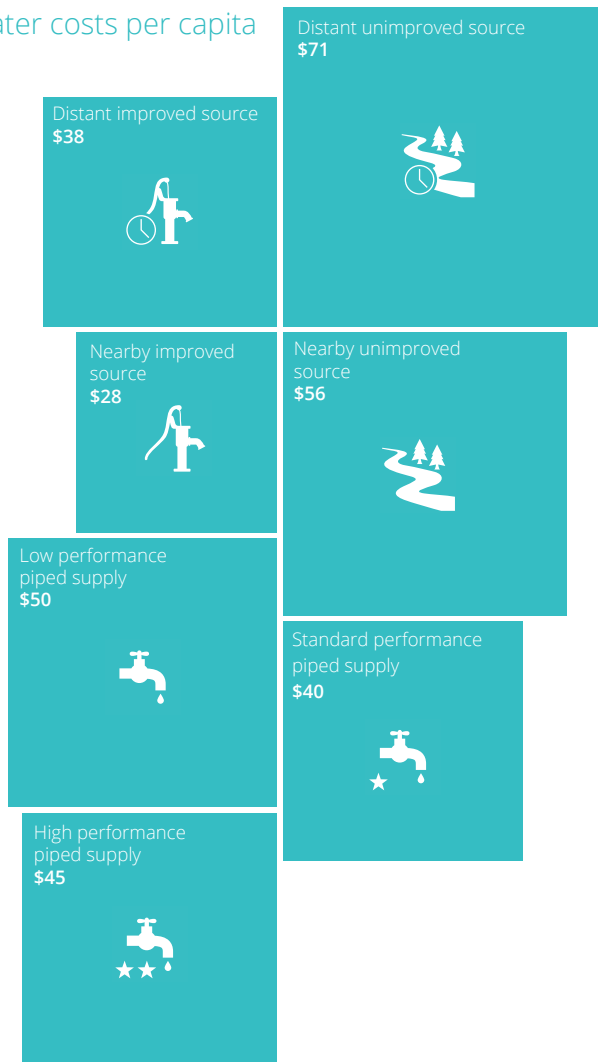 costs per capita
Distant unimproved source
$71
Distant improved source
$38
Nearby improved
source
$28
Nearby unimproved
source
$56
Low performance
piped supply
$50
Standard performance
piped supply
$40
High performance
piped supply
$45